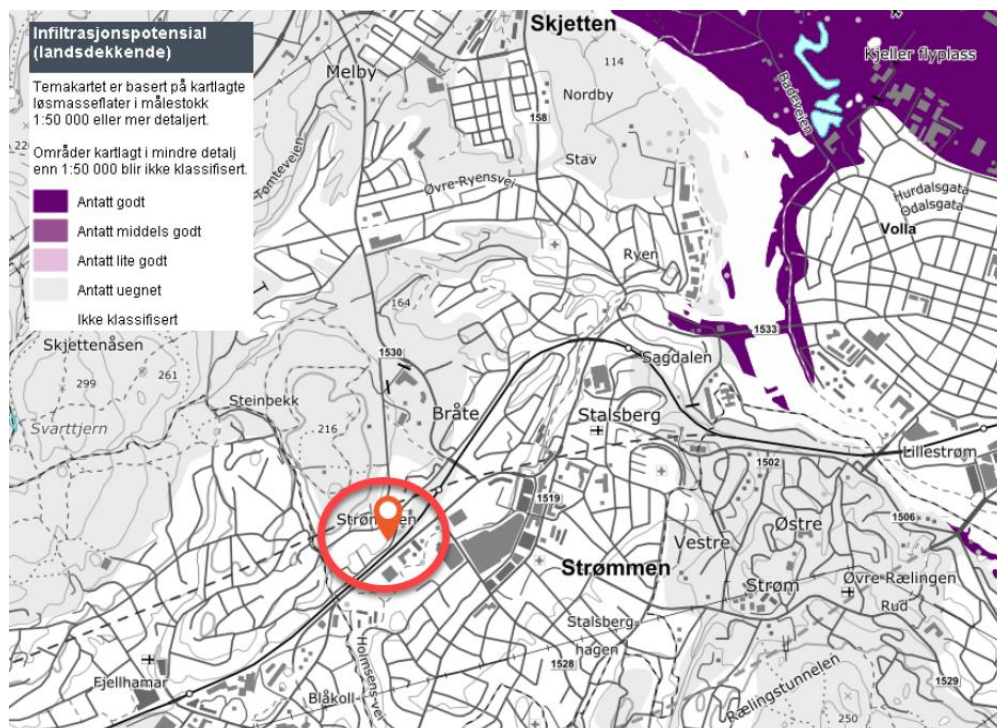 Infiltrasjonspotensial
(landsdekkende)
Temakartet er basert på kartlagte
løsmasseflater i målestokk
1:50 000 eller mer detaljert.
Områder kartlagt i mindre detalj
enn 1:50 000 blir ikke klassifisert.
Antatt godt
Antatt middels godt
Antatt lite godt
Antatt uegnet
Ikke klassifisert
Skjetten
Kjeller flyplass
Melby
114
Nordby
Badeveien
158
Tømteveien
Stav
Øvre-Ryensvei
Hurdalsgata
Odalsgata
Volla
Ryen
164
1533
Skjettenåsen
1530
Sagdalen
299
261
Steinbekk
Bråte
Stalsberg
Svarttjern
216
Lillestrøm
1502
1519
1506
Østre
Vestre
Strømmen
Strøm
Øvre Rælingen
Rud
Stalsberg
hagen
Holmsens-vei
250
Fjellhamar
1528
Rælingstunnelen
1529
Blåkoll